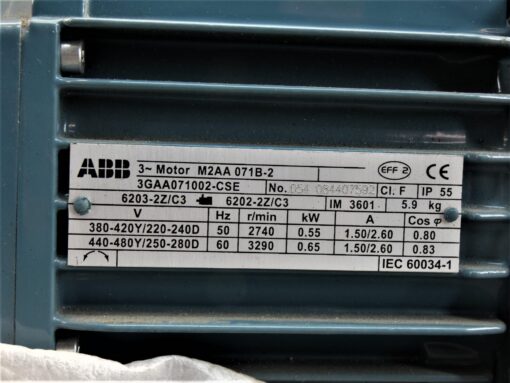 ABB 3~ Motor M2AA 071B-2 EFF 2 CE
3GAA071002-CSE No. 054 084407592 Cl. F IP 55
6203-2Z/C3 6202-2Z/C3 IM 3601 5.9 kg
V Hz r/min kW A Cos φ
380-420Y/220-240D 50 2740 0.55 1.50/2.60 0.80
440-480Y/250-280D 60 3290 0.65 1.50/2.60 0.83
IEC 60034-1